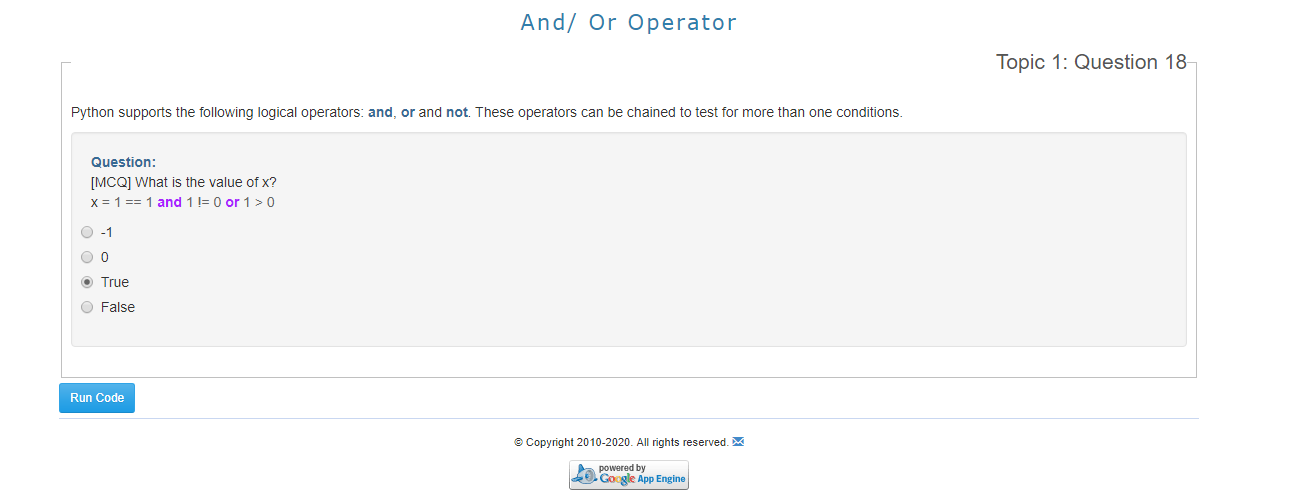 And/ Or Operator
Topic 1: Question 18
Python supports the following logical operators: and, or and not. These operators can be chained to test for more than one conditions.
Question:
[MCQ] What is the value of x?
x = 1 == 1 and 1 != 0 or 1 > 0
-1
0
True
False
Run Code
© Copyright 2010-2020. All rights reserved.
powered by
Google App Engine